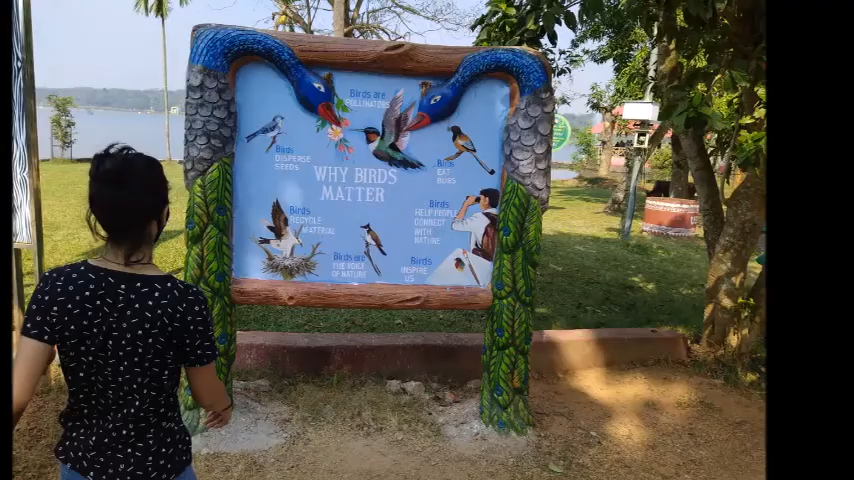 Birds are
POLLINATORS
Birds
DISPERSE
SEEDS
WHY BIRDS
MATTER
Birds
EAT
BUGS
Birds
RECYCLE
MATERIAL
Birds
HELP PEOPLE
CONNECT
WITH
NATURE
Birds are
THE VOICE
OF NATURE
Birds
INSPIRE
US